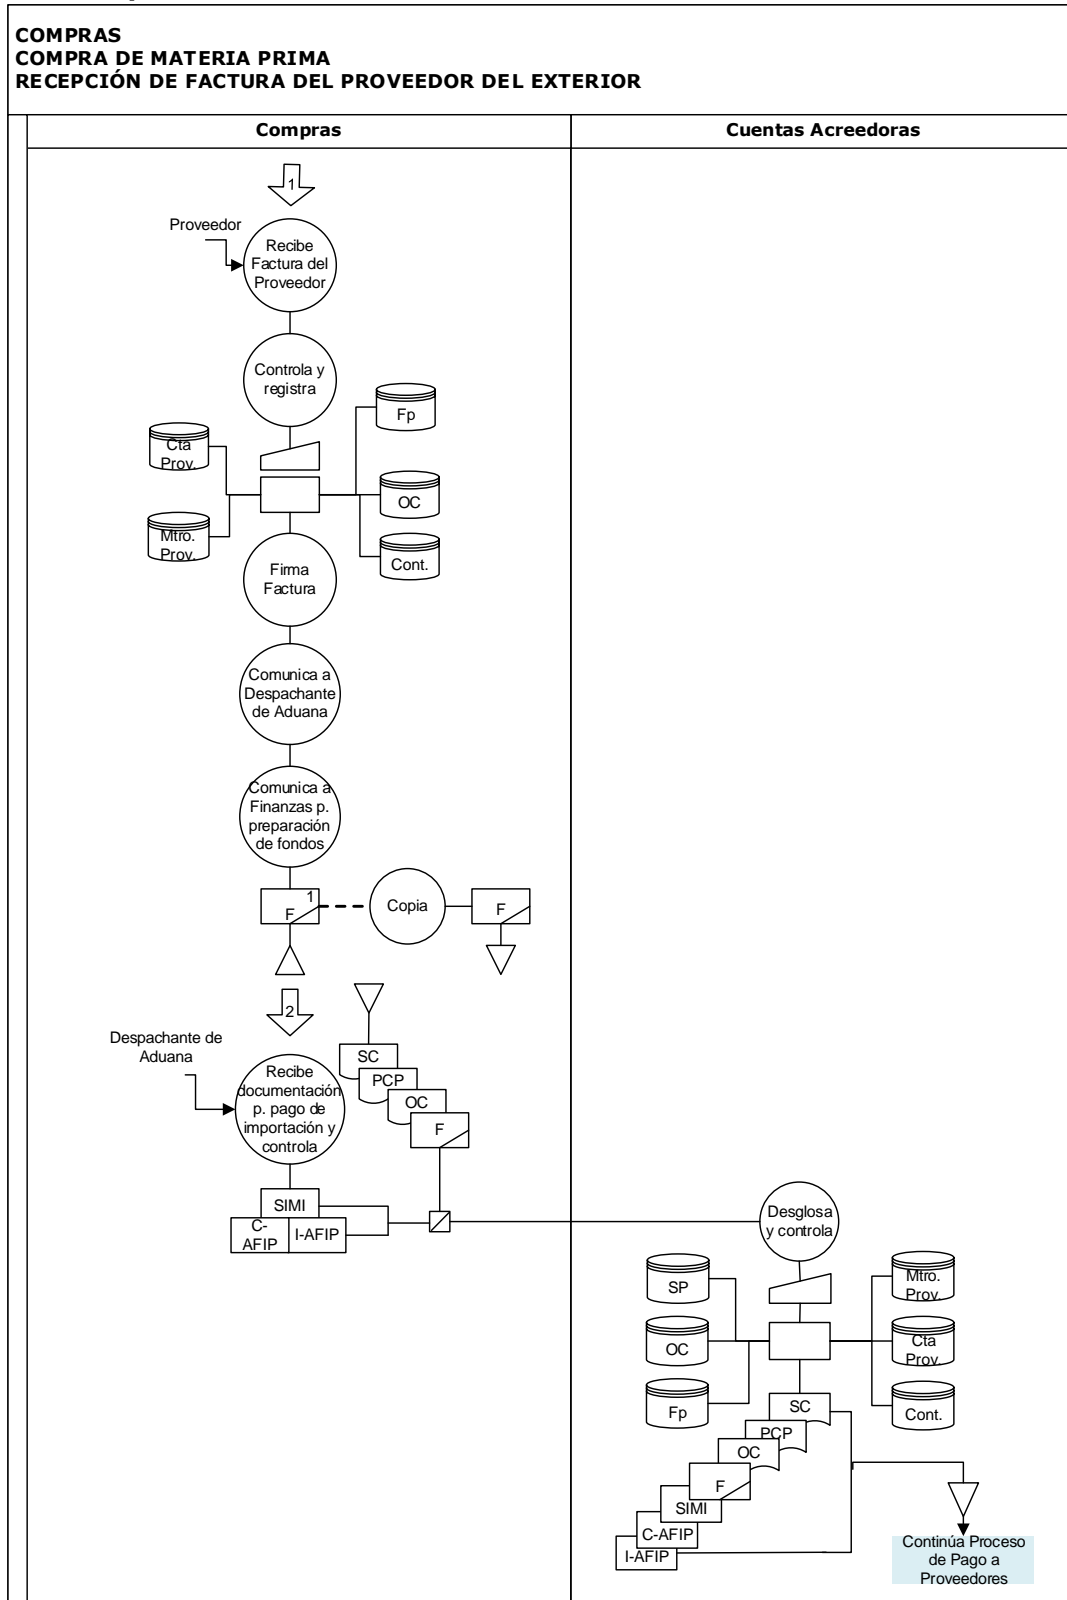 COMPRAS
COMPRA DE MATERIA PRIMA
RECEPCIÓN DE FACTURA DEL PROVEEDOR DEL EXTERIOR
Compras
Cuentas Acreedoras
1
Proveedor
Recibe
Factura del
Proveedor
Controla y
registra
Fp
Cta
Prov.
OC
Mtro.
Prov.
Cont.
Firma
Factura
Comunica a
Despachante
de Aduana
Comunica a
Finanzas p.
preparación
de fondos
1
F
Copia
F
2
Despachante de
Aduana
Recibe
documentación
p. pago de
importación y
controla
SC
PCP
OC
F
SIMI
C-
AFIP
I-AFIP
Desglosa
y controla
SP
Mtro.
Prov.
OC
Cta
Prov.
Fp
Cont.
SC
PCP
OC
F
SIMI
C-AFIP
I-AFIP
Continúa Proceso
de Pago a
Proveedores